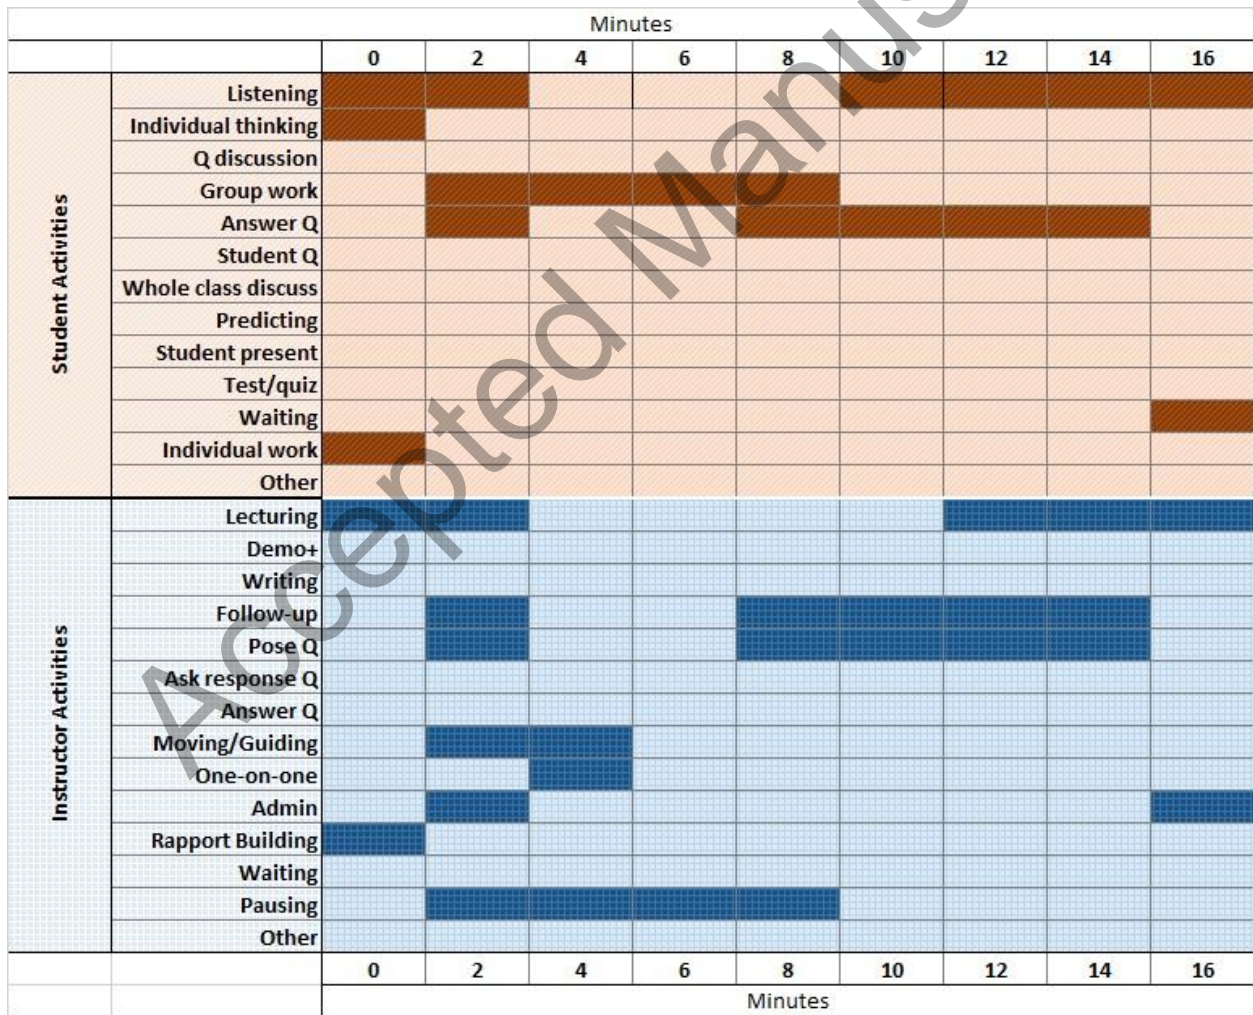 Minutes
0 2 4 6 8 10 12 14 16
Student Activities
Listening
Individual thinking
Q discussion
Group work
Answer Q
Student Q
Whole class discuss
Predicting
Student present
Test/quiz
Waiting
Individual work
Other
Instructor Activities
Lecturing
Demo+
Writing
Follow-up
Pose Q
Ask response Q
Answer Q
Moving/Guiding
One-on-one
Admin
Rapport Building
Waiting
Pausing
Other
0 2 4 6 8 10 12 14 16
Minutes
Accepted Manus